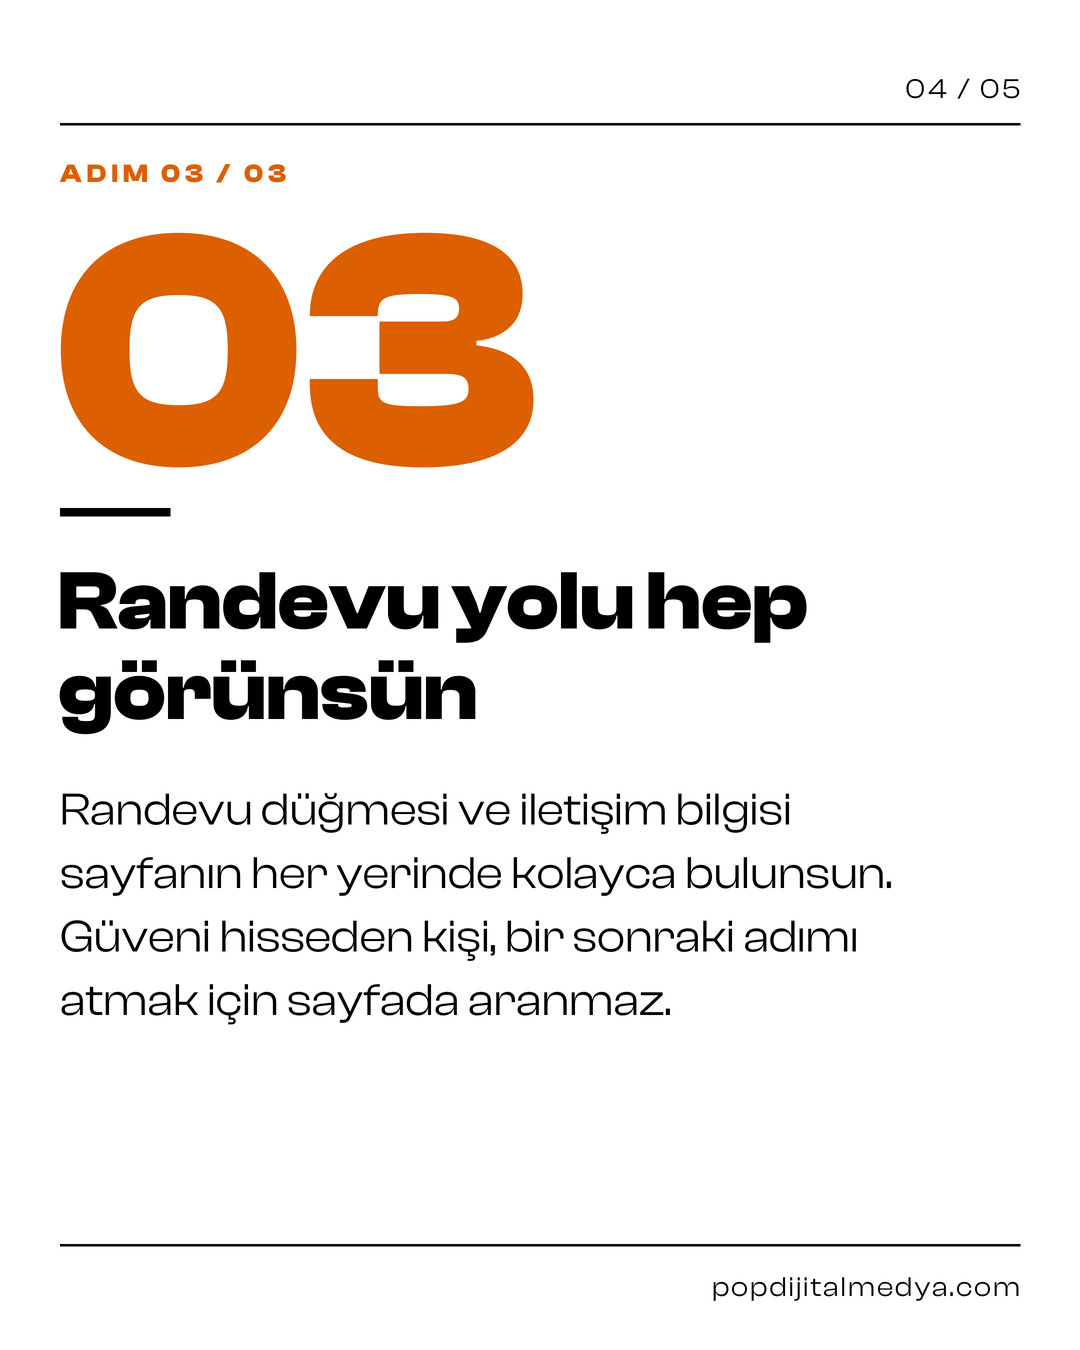 04 / 05
ADIM 03 / 03
03
Randevu yolu hep
görünsün
Randevu düğmesi ve iletişim bilgisi
sayfanın her yerinde kolayca bulunsun.
Güveni hisseden kişi, bir sonraki adımı
atmak için sayfada aranmaz.
popdijitalmedya.com